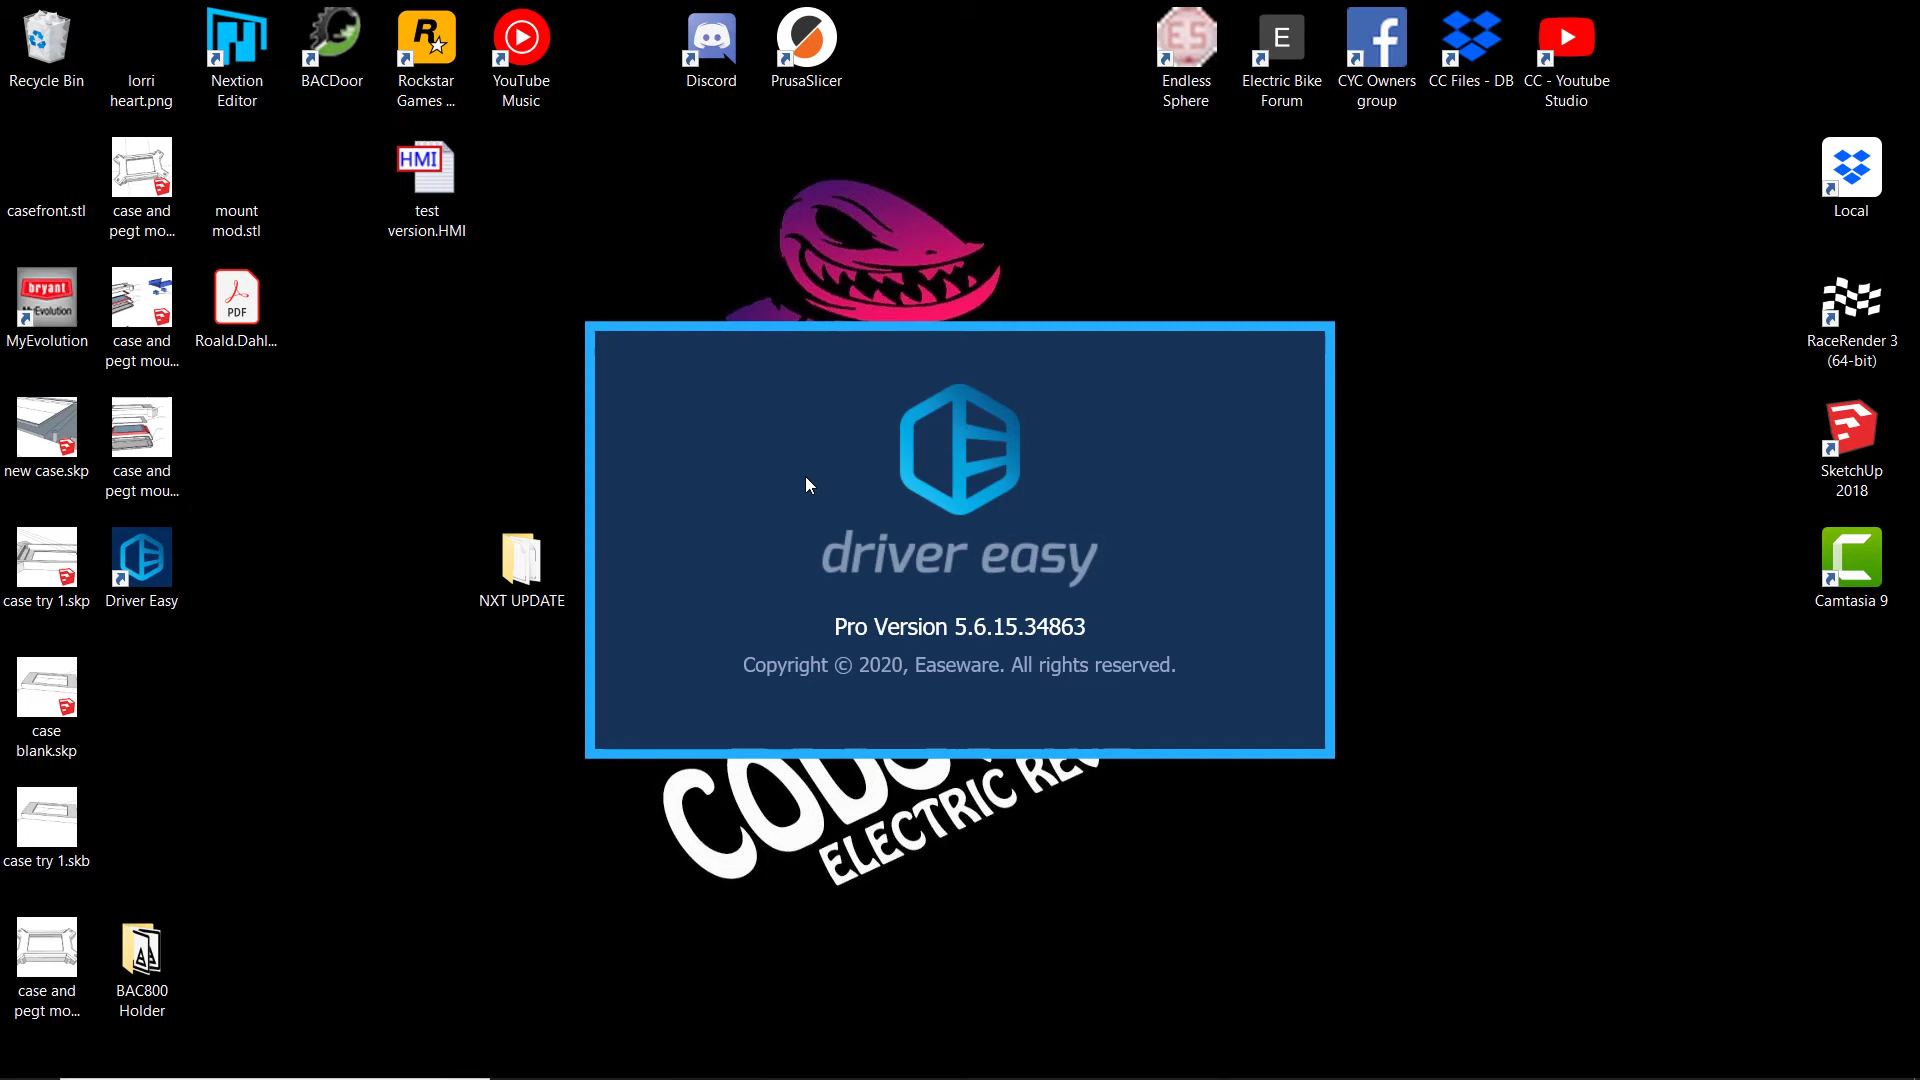 Recycle Bin
lorri
heart.png
Nextion
Editor
BACDoor
Rockstar
Games ...
YouTube
Music
Discord
PrusaSlicer
Endless
Sphere
Electric Bike
Forum
CYC Owners
group
CC Files - DB
CC - Youtube
Studio
R
ES
E
casefront.stl
case and
pegt mo...
mount
mod.stl
HMI
test
version.HMI
Local
bryant
Evolution
MyEvolution
case and
pegt mou...
PDF
Roald.Dahl...
RaceRender 3
(64-bit)
new case.skp
case and
pegt mou...
SketchUp
2018
case try 1.skp
Driver Easy
NXT UPDATE
Camtasia 9
driver easy
Pro Version 5.6.15.34863
Copyright © 2020, Easeware. All rights reserved.
case
blank.skp
ELECTRIC
case try 1.skb
case and
pegt mo...
BAC800
Holder